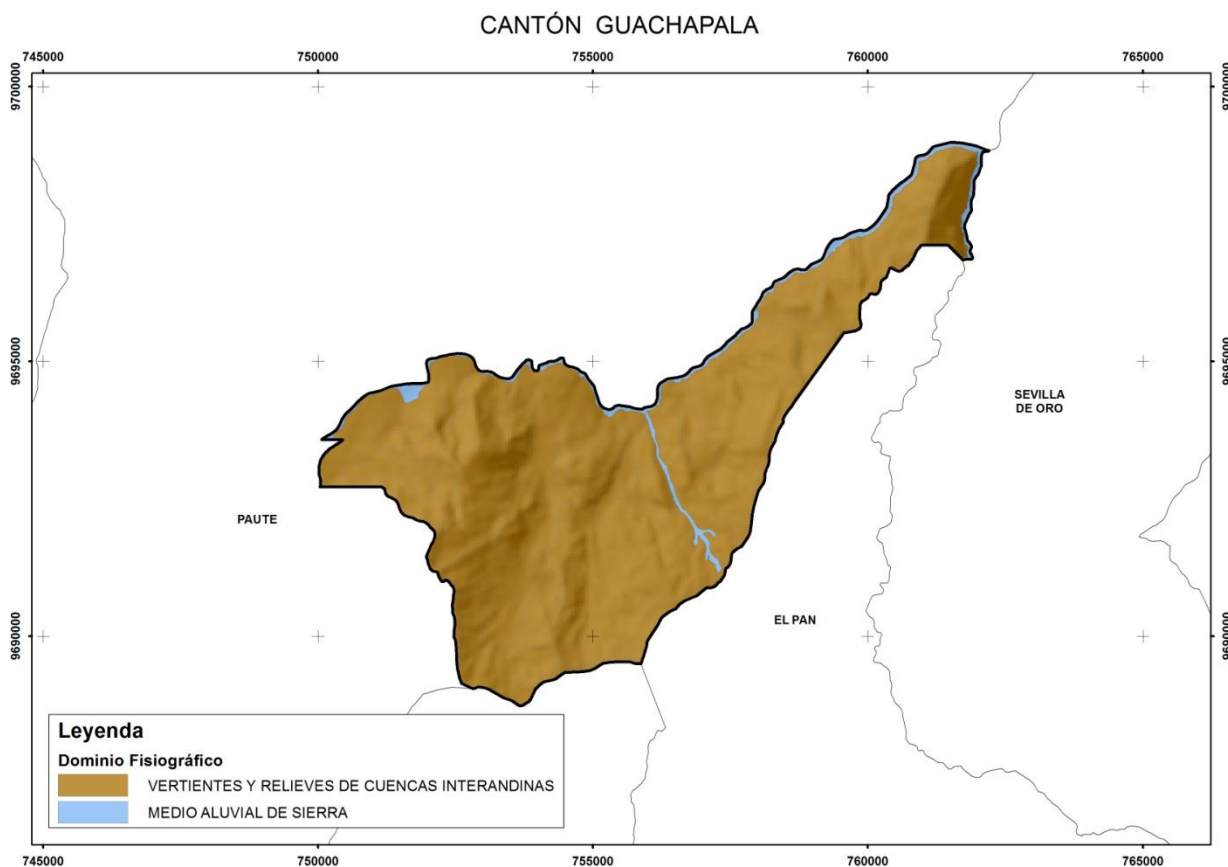 CANTÓN GUACHAPALA
745000 750000 755000 760000 765000
9700000 9700000
9695000 9695000
SEVILLA
DE ORO
PAUTE
EL PAN
9690000 9690000
Leyenda
Dominio Fisiográfico
VERTIENTES Y RELIEVES DE CUENCAS INTERANDINAS
MEDIO ALUVIAL DE SIERRA
745000 750000 755000 760000 765000